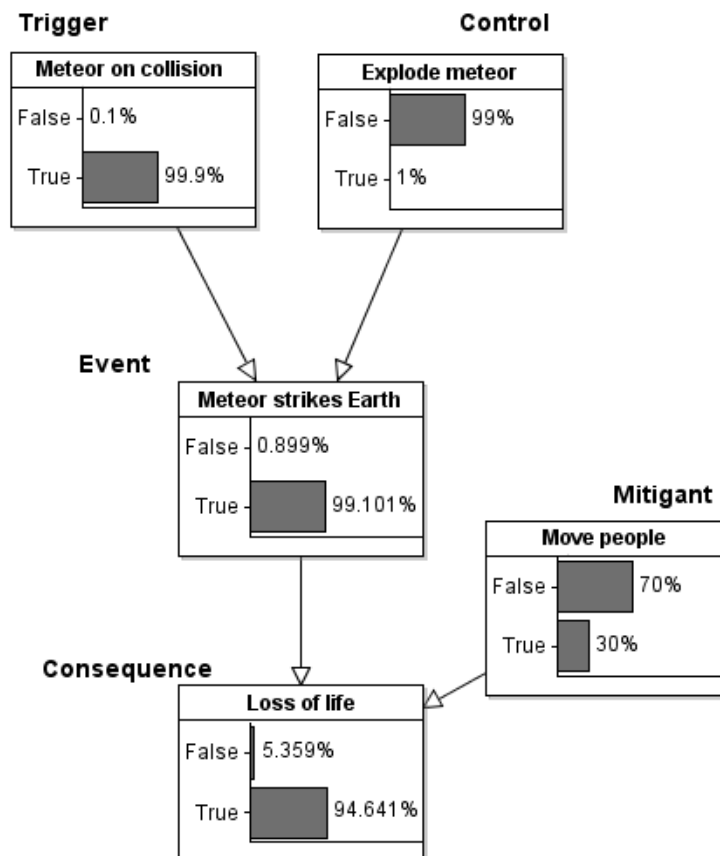 Trigger
Control
Meteor on collision
False 0.1%
True 99.9%
Explode meteor
False 99%
True 1%
Event
Meteor strikes Earth
False 0.899%
True 99.101%
Mitigant
Move people
False 70%
True 30%
Consequence
Loss of life
False 5.359%
True 94.641%